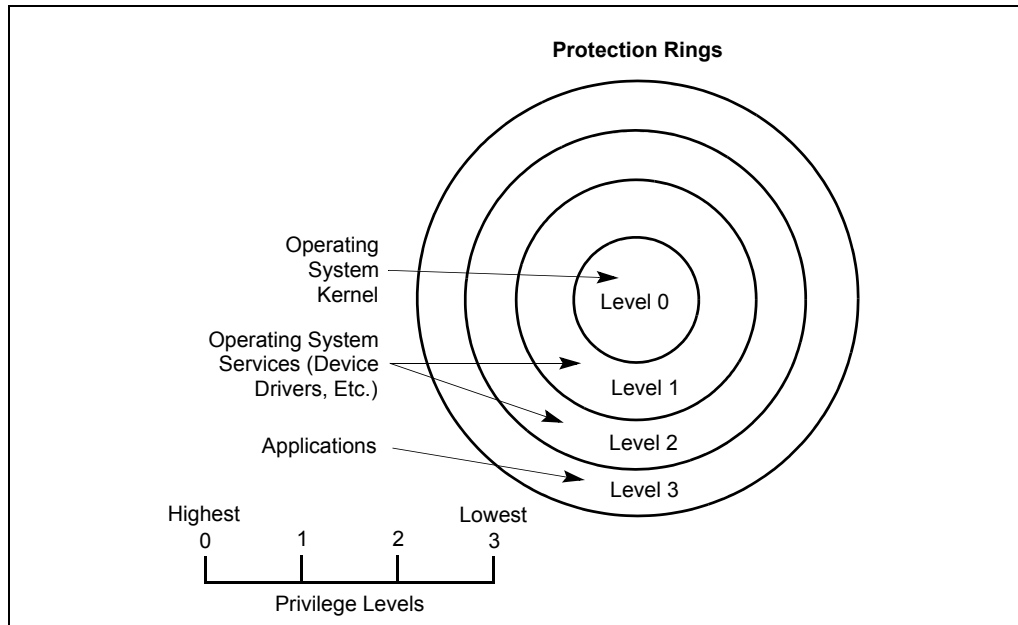 Protection Rings
Operating
System
Kernel
Level 0
Operating System
Services (Device
Drivers, Etc.)
Level 1
Level 2
Applications
Level 3
Highest
Lowest
0
1
2
3
Privilege Levels